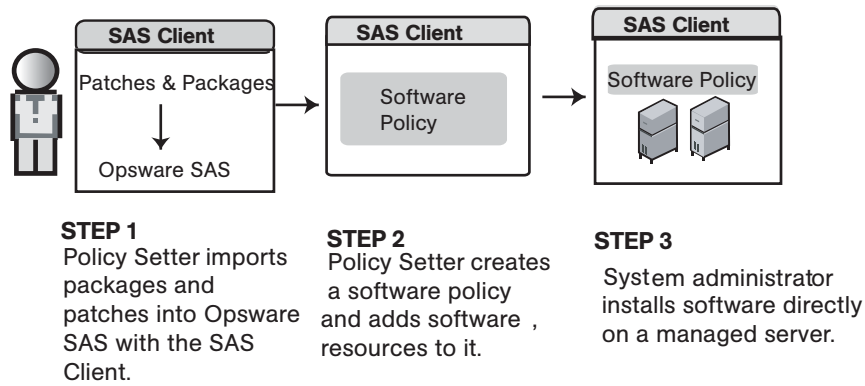 SAS Client
Patches & Packages
Opsware SAS
SAS Client
Software
Policy
SAS Client
Software Policy
STEP 1
Policy Setter imports
packages and
patches into Opsware
SAS with the SAS
Client.
STEP 2
Policy Setter creates
a software policy
and adds software ,
resources to it.
STEP 3
System administrator
installs software directly
on a managed server.